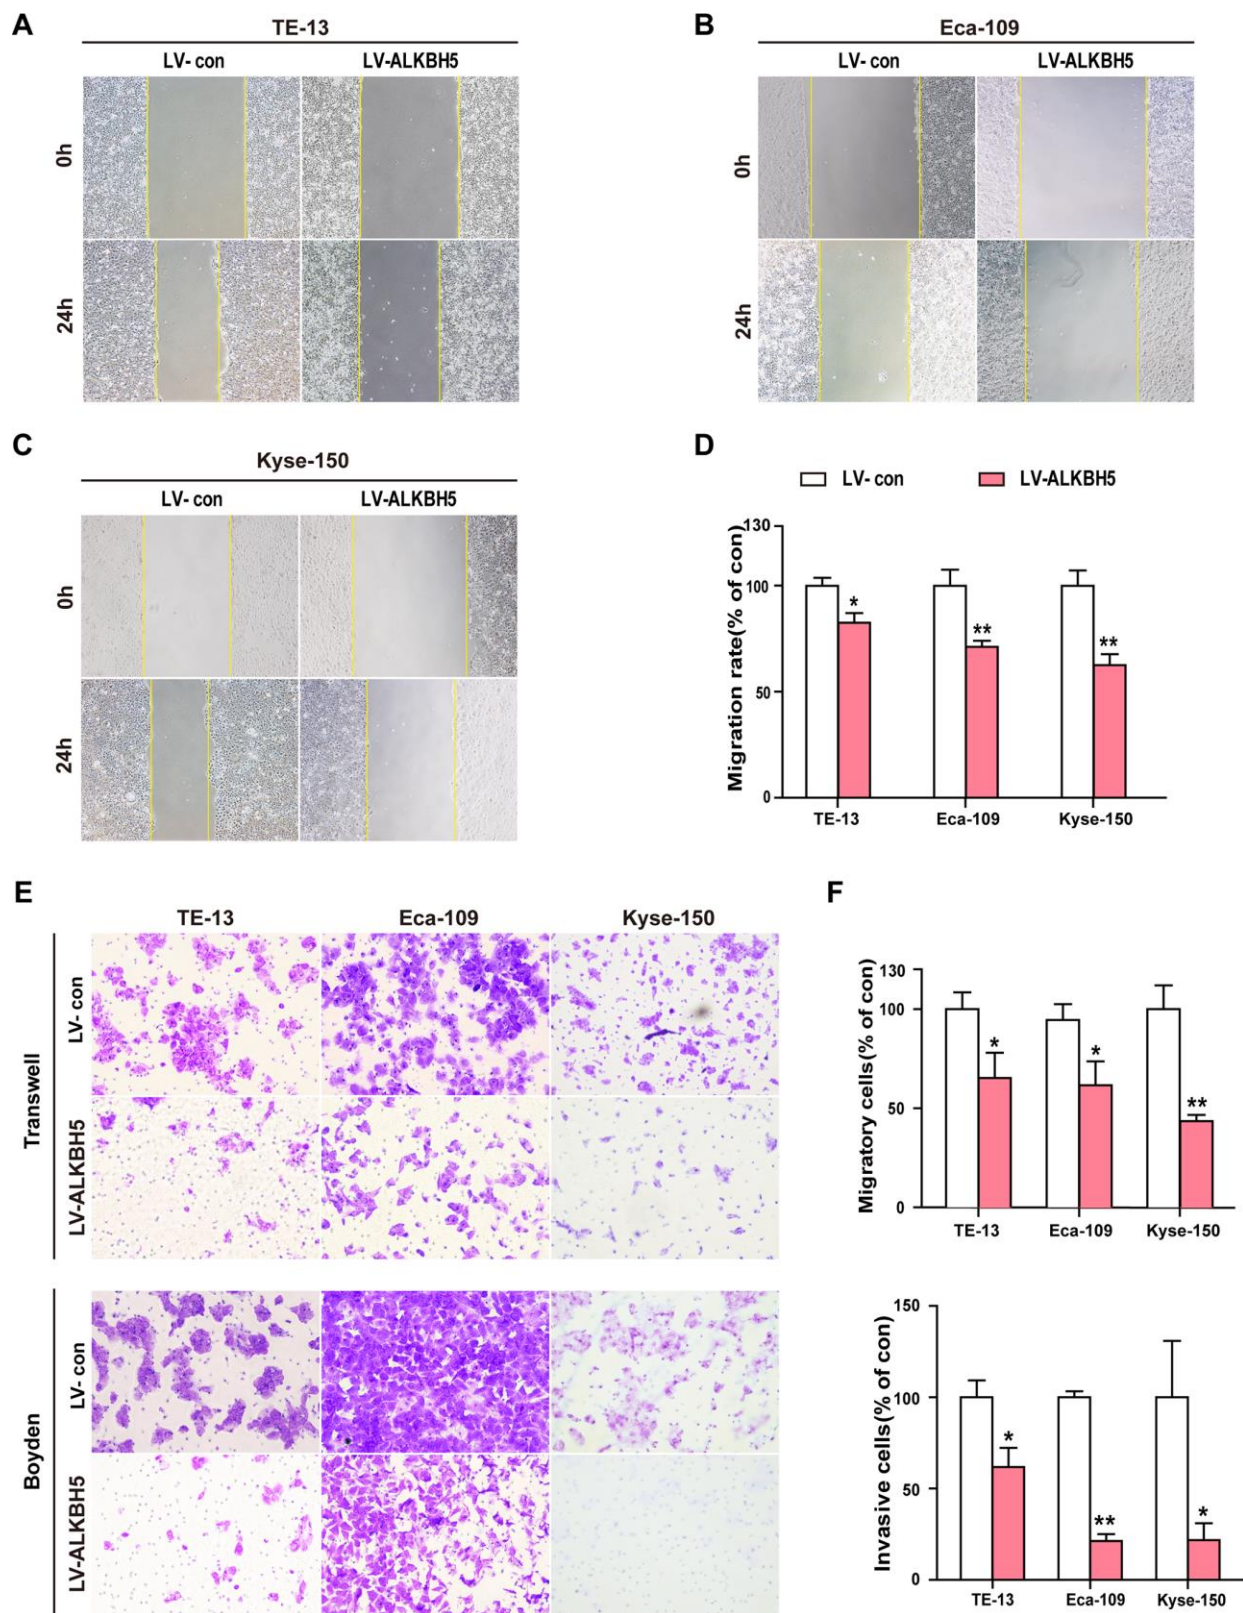 A
TE-13
LV- con
LV-ALKBH5
0h
24h
B
Eca-109
LV- con
LV-ALKBH5
0h
24h
C
Kyse-150
LV- con
LV-ALKBH5
0h
24h
D
LV- con
LV-ALKBH5
Migration rate(% of con)
130
100
50
0
*
**
**
TE-13
Eca-109
Kyse-150
E
TE-13
Eca-109
Kyse-150
Transwell
LV- con
LV-ALKBH5
Boyden
LV- con
LV-ALKBH5
F
Migratory cells(% of con)
130
100
50
0
*
*
**
TE-13
Eca-109
Kyse-150
Invasive cells(% of con)
150
100
50
0
*
**
*
TE-13
Eca-109
Kyse-150